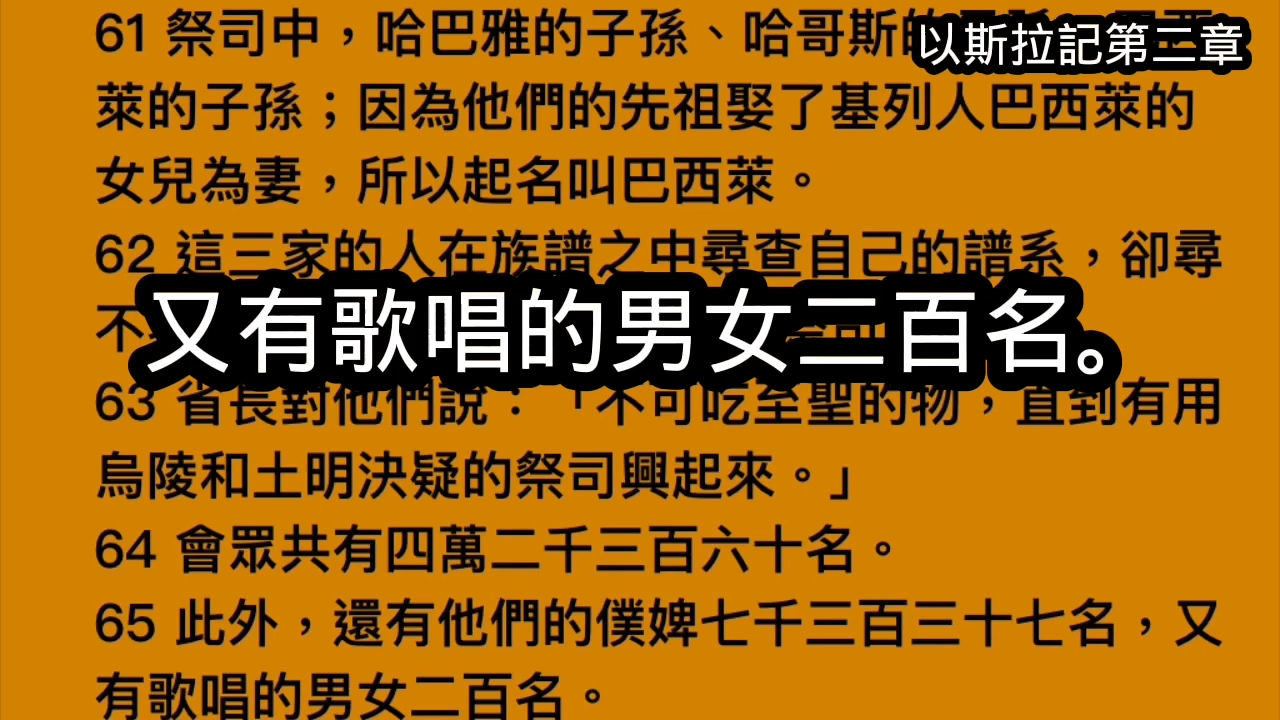 61 祭司中，哈巴雅的子孫、哈哥斯的
以斯拉記第二章
萊的子孫；因為他們的先祖娶了基列人巴西萊的
女兒為妻，所以起名叫巴西萊。
62 這三家的人在族譜之中尋查自己的譜系，卻尋
不
又有歌唱的男女二百名。
63 省長對他們說：「不可吃至聖的物，直到有用
烏陵和土明決疑的祭司興起來。」
64 會眾共有四萬二千三百六十名。
65 此外，還有他們的僕婢七千三百三十七名，又
有歌唱的男女二百名。